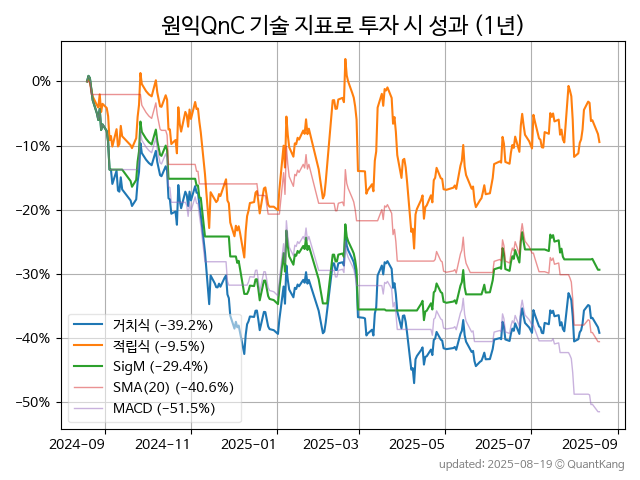 원익QnC 기술 지표로 투자 시 성과 (1년)
0%
−10%
−20%
−30%
−40%
−50%
거치식 (−39.2%)
적립식 (−9.5%)
SigM (−29.4%)
SMA(20) (−40.6%)
MACD (−51.5%)
2024-09 2024-11 2025-01 2025-03 2025-05 2025-07 2025-09
updated: 2025-08-19 © QuantKang